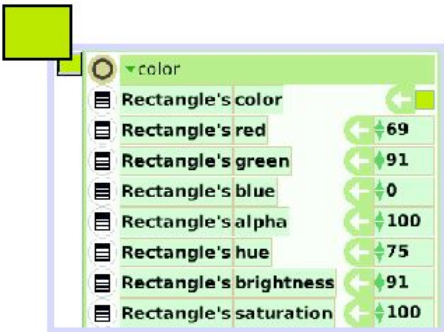 color
Rectangle's color
Rectangle's red 69
Rectangle's green 91
Rectangle's blue 0
Rectangle's alpha 100
Rectangle's hue 75
Rectangle's brightness 91
Rectangle's saturation 100